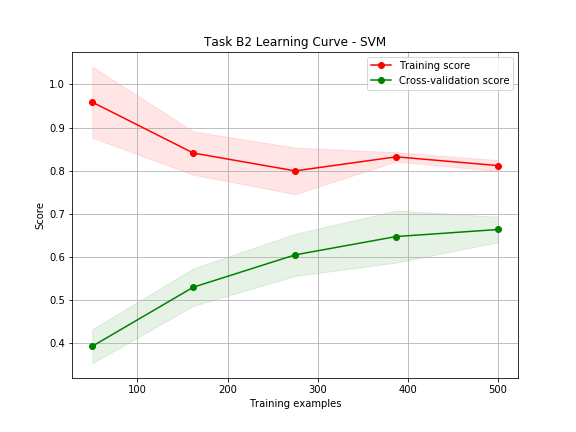 Task B2 Learning Curve - SVM
Training score
Cross-validation score
Score
1.0
0.9
0.8
0.7
0.6
0.5
0.4
100 200 300 400 500
Training examples